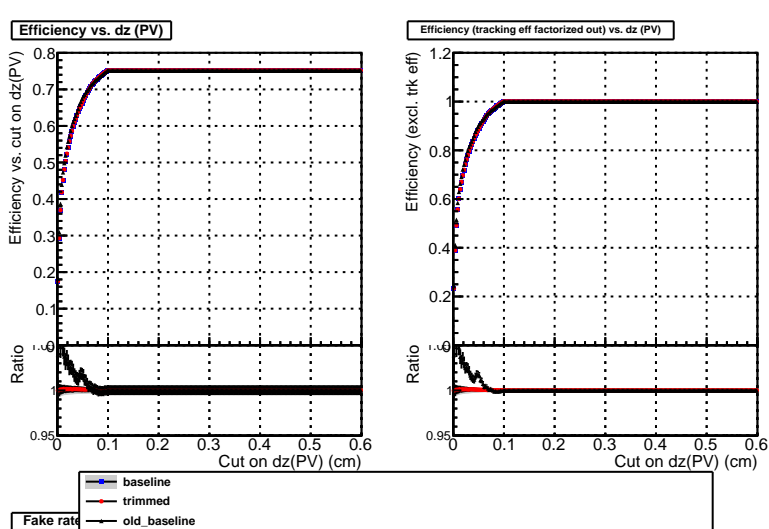 Efficiency vs. dz (PV)
Efficiency vs. cut on dz(PV)
0.8
0.7
0.6
0.5
0.4
0.3
0.2
0.1
0
Ratio
1
0.95
0 0.1 0.2 0.3 0.4 0.5 0.6
Cut on dz(PV) (cm)
Efficiency (tracking eff factorized out) vs. dz (PV)
Efficiency (excl. trk eff)
1.2
1
0.8
0.6
0.4
0.2
0
Ratio
1
0.95
0 0.1 0.2 0.3 0.4 0.5 0.6
Cut on dz(PV) (cm)
baseline
trimmed
old_baseline
Fake rate